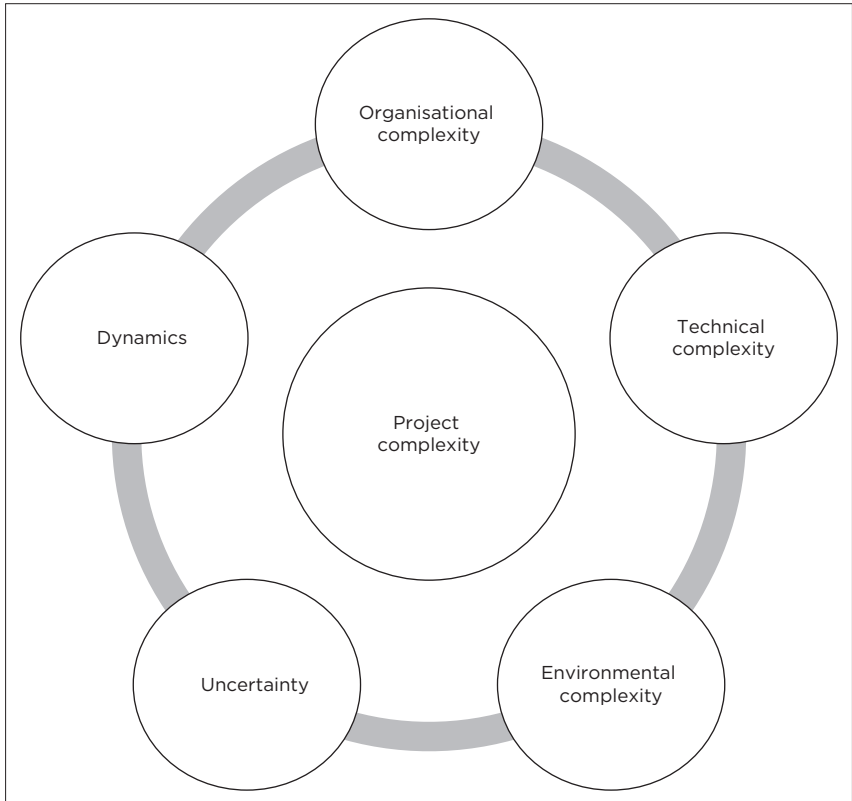 Organisational
complexity
Technical
complexity
Dynamics
Project
complexity
Environmental
complexity
Uncertainty